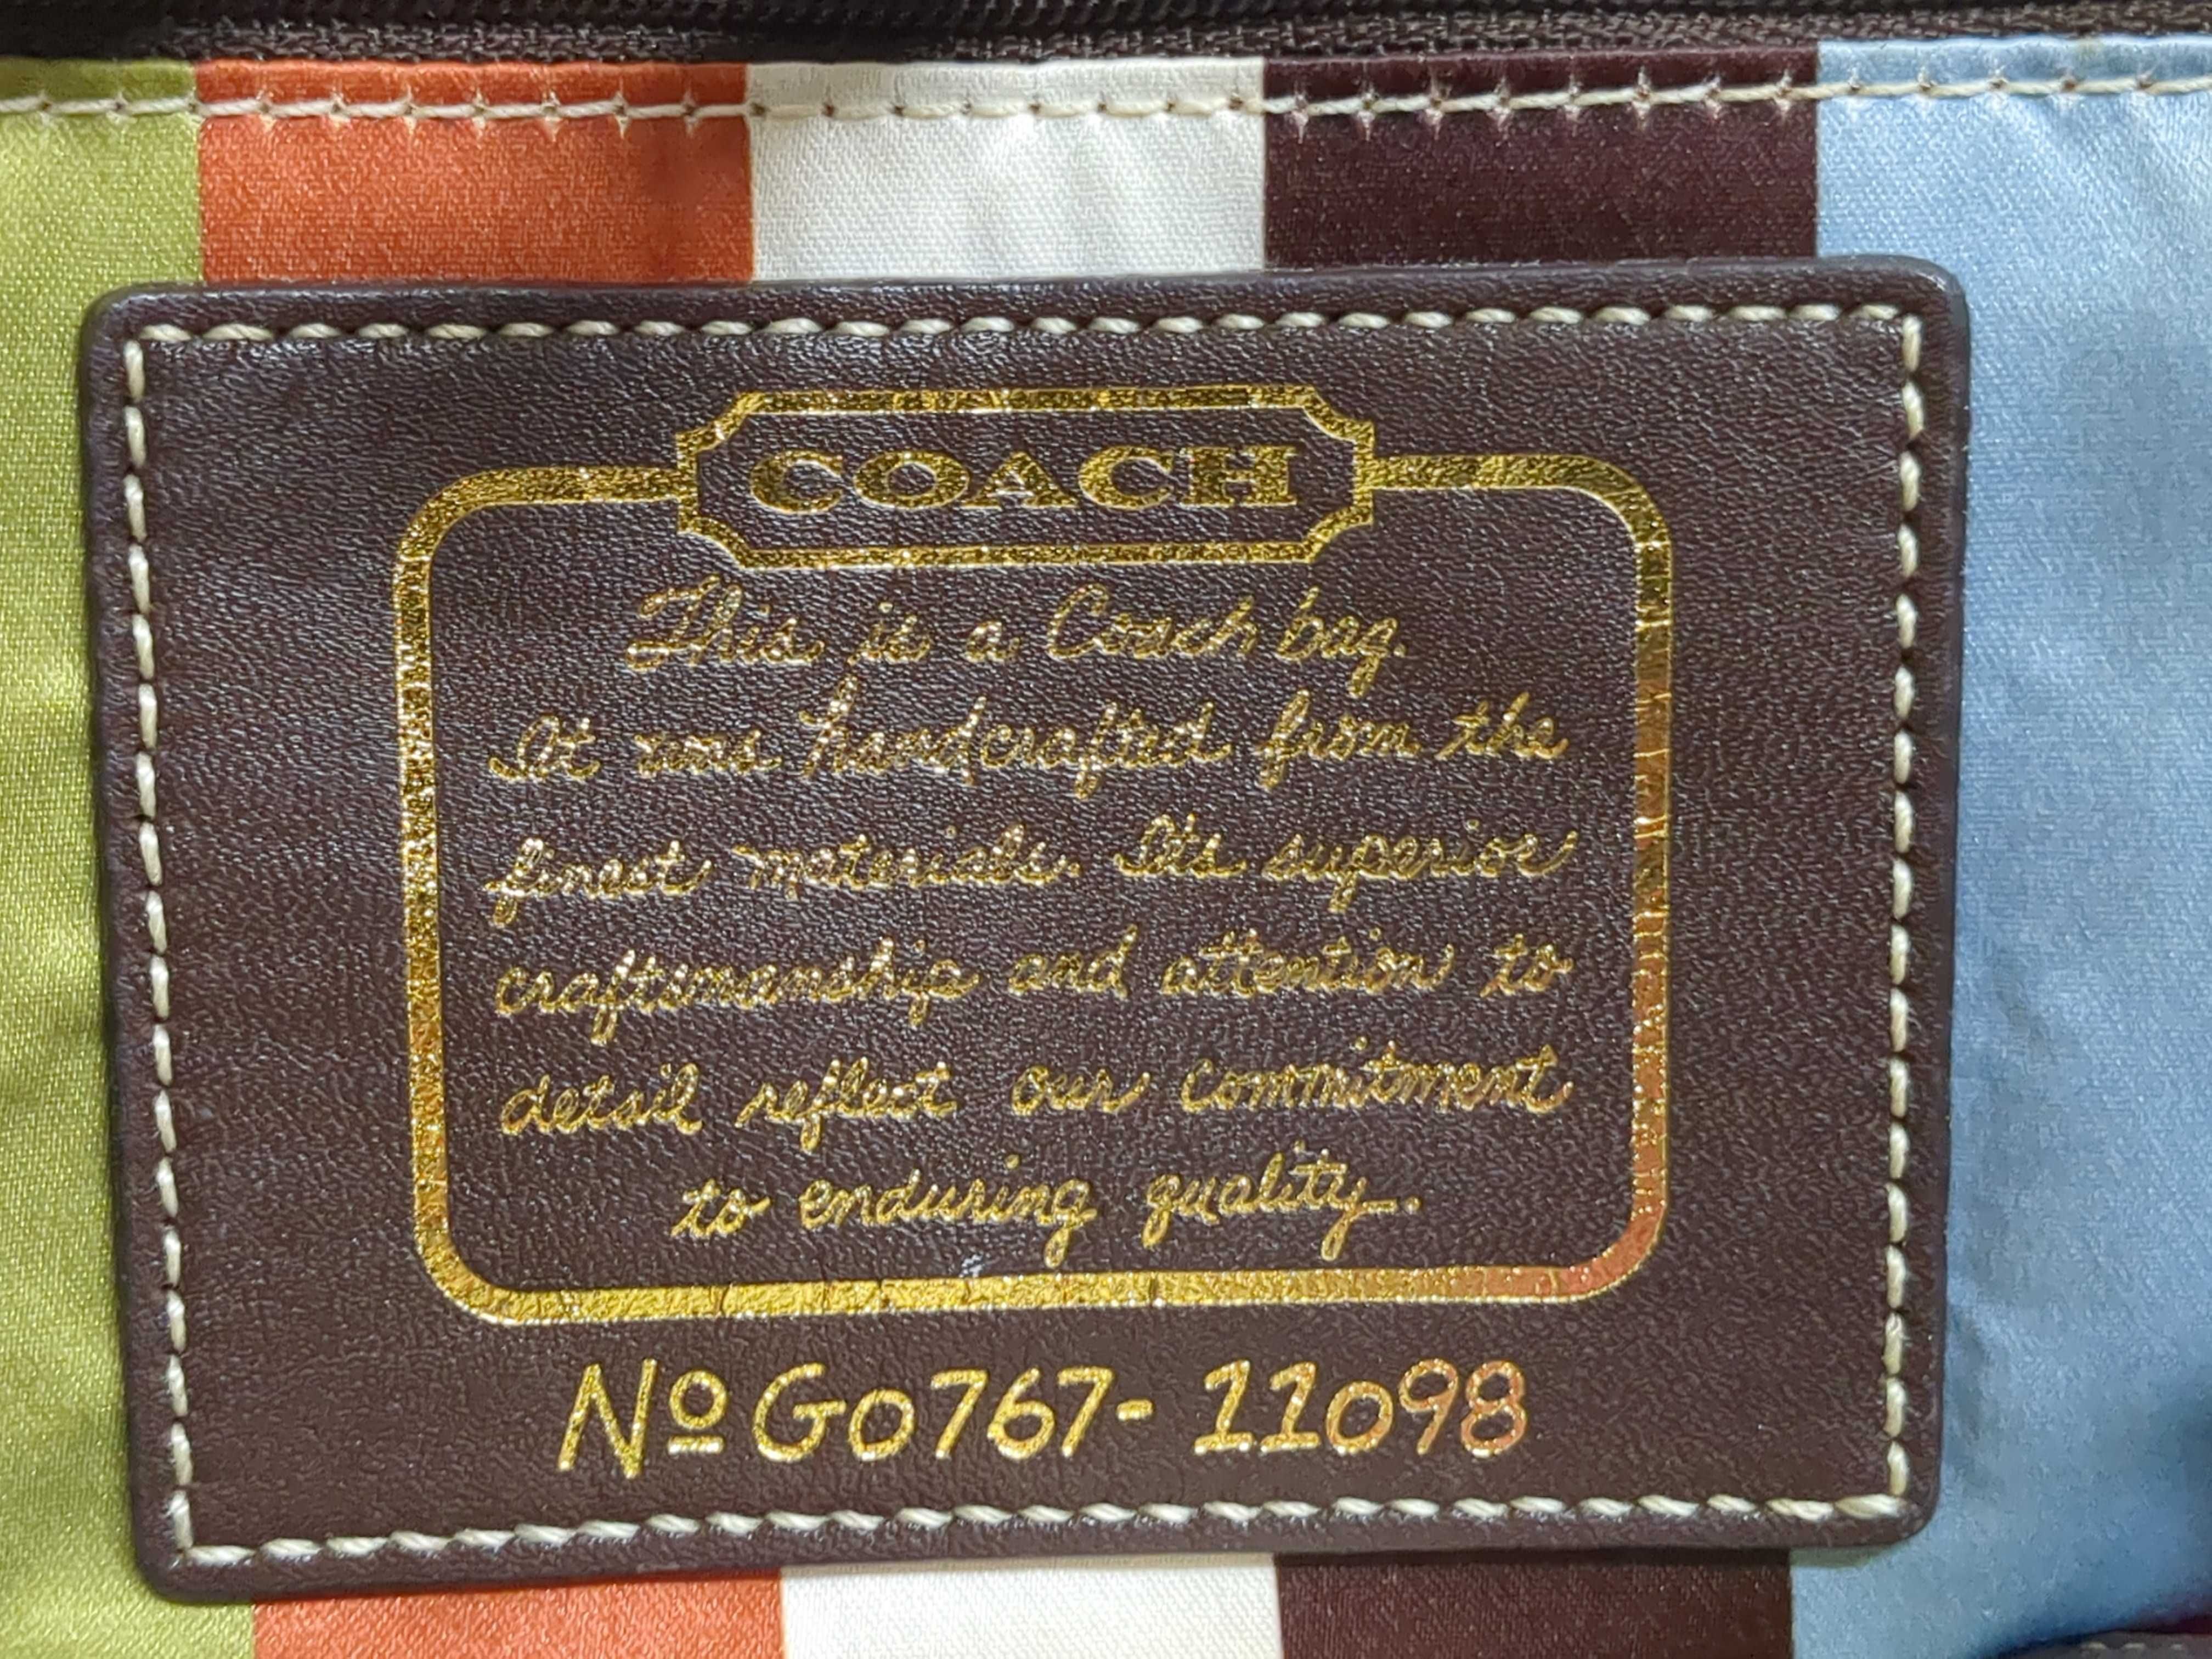 COACH
This is a Coach bag.
It was handcrafted from the
finest materials. Its superior
craftsmanship and attention to
detail reflect our commitment
to enduring quality.
Nº G0767-11098